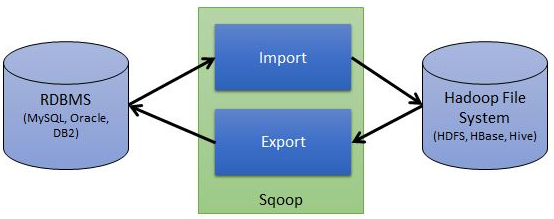 RDBMS
(MySQL, Oracle,
DB2)
Import
Export
Sqoop
Hadoop File
System
(HDFS, HBase, Hive)